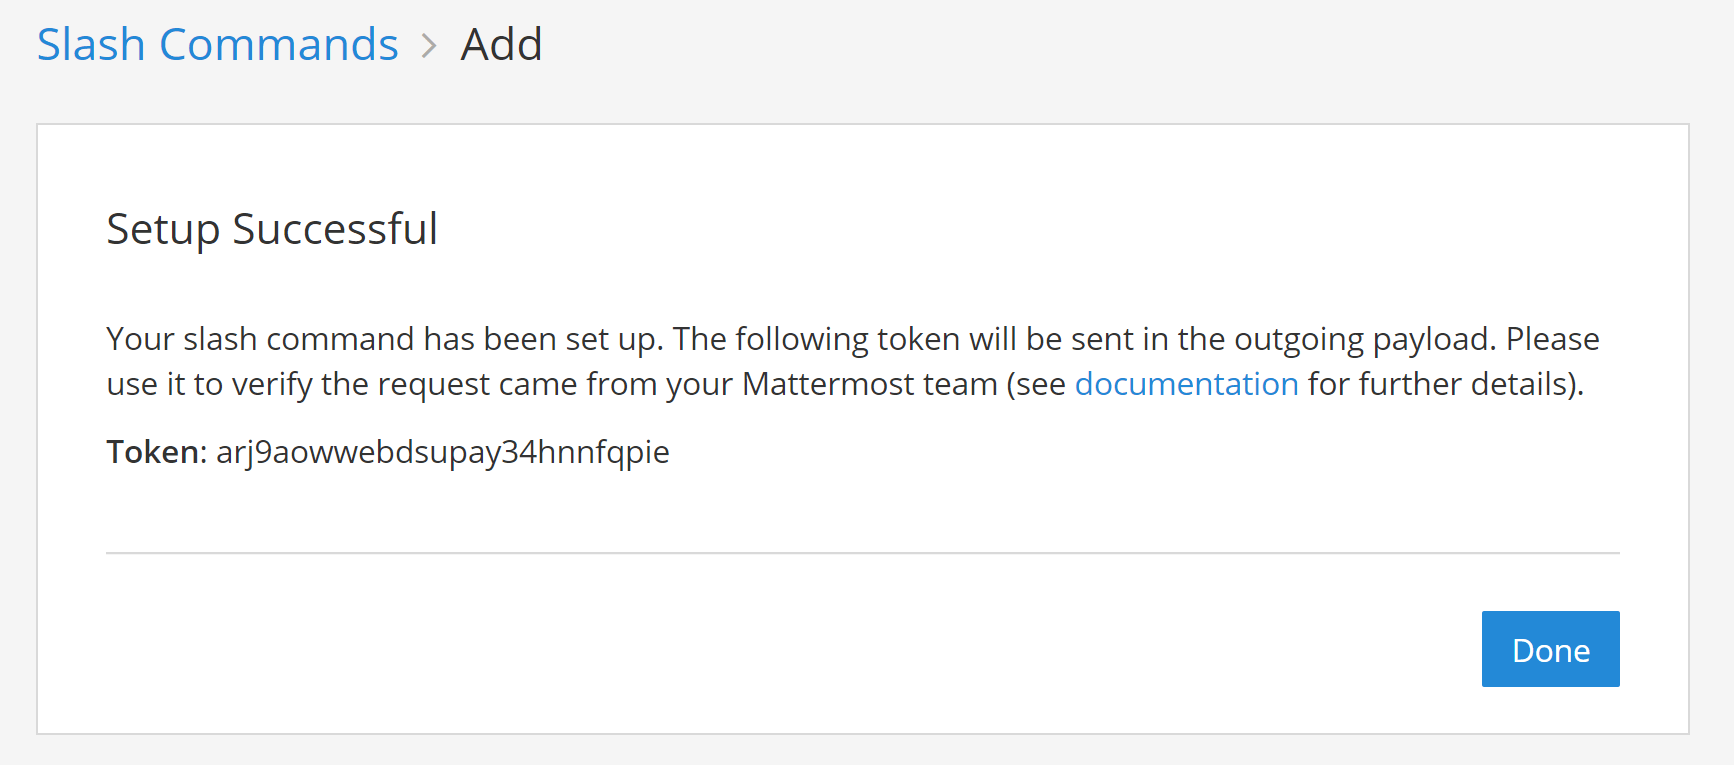 Slash Commands > Add
Setup Successful
Your slash command has been set up. The following token will be sent in the outgoing payload. Please
use it to verify the request came from your Mattermost team (see documentation for further details).
Token: arj9aowwebdsupay34hnnfqpie
Done